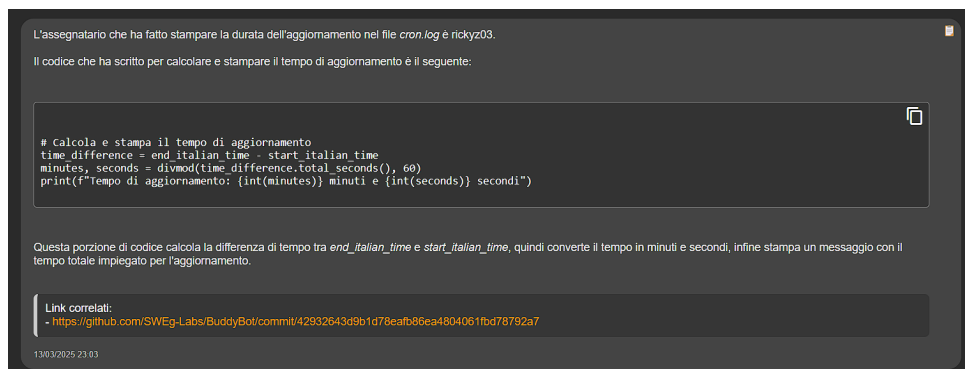 L'assegnatario che ha fatto stampare la durata dell'aggiornamento nel file cron.log è rickyz03.
Il codice che ha scritto per calcolare e stampare il tempo di aggiornamento è il seguente:
# Calcola e stampa il tempo di aggiornamento
time_difference = end_italian_time - start_italian_time
minutes, seconds = divmod(time_difference.total_seconds(), 60)
print(f"Tempo di aggiornamento: {int(minutes)} minuti e {int(seconds)} secondi")
Questa porzione di codice calcola la differenza di tempo tra end_italian_time e start_italian_time, quindi converte il tempo in minuti e secondi, infine stampa un messaggio con il
tempo totale impiegato per l'aggiornamento.
Link correlati:
- https://github.com/SWEg-Labs/BuddyBot/commit/42932643d9b1d78eafb86ea4804061fbd78792a7
13/03/2025 23:03